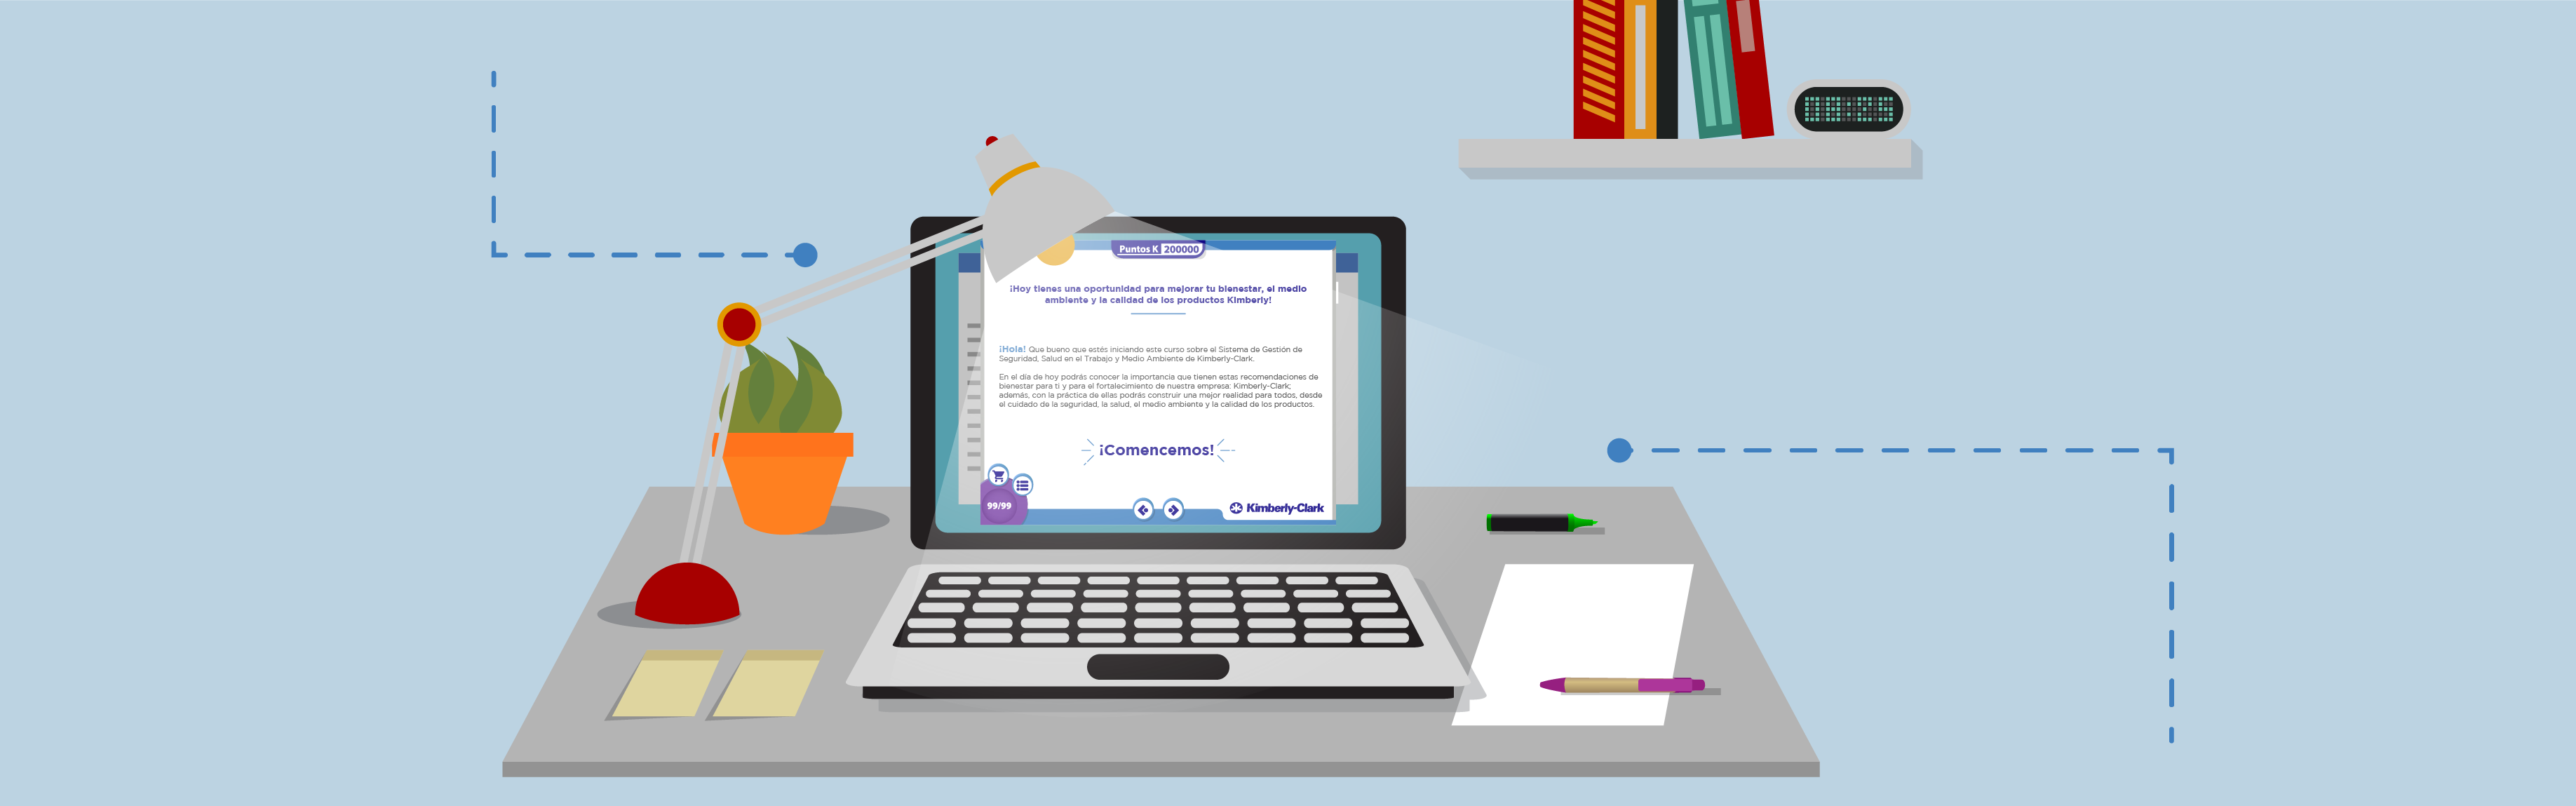 Puntos K 200000
¡Hoy tienes una oportunidad para mejorar tu bienestar, el medio
ambiente y la calidad de los productos Kimberly!
¡Hola! Que bueno que estés iniciando este curso sobre el Sistema de Gestión de
Seguridad, Salud en el Trabajo y Medio Ambiente de Kimberly-Clark.
En el día de hoy podrás conocer la importancia que tienen estas recomendaciones de
bienestar para ti y para el fortalecimiento de nuestra empresa: Kimberly-Clark;
además, con la práctica de ellas podrás construir una mejor realidad para todos, desde
el cuidado de la seguridad, la salud, el medio ambiente y la calidad de los productos.
¡Comencemos!
99/99
Kimberly-Clark